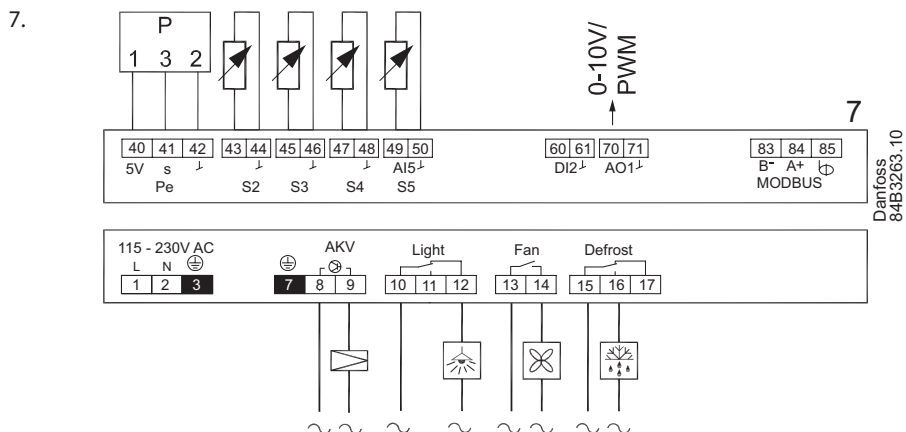 7.
P
1 3 2
0-10V/
PWM
7
40 41 42 43 44 45 46 47 48 49 50 60 61 70 71 83 84 85
5V s AI5 DI2 AO1 B- A+
Pe S2 S3 S4 S5 MODBUS
Danfoss
84B3263.10
115 - 230V AC AKV Light Fan Defrost
L N
1 2 3 7 8 9 10 11 12 13 14 15 16 17